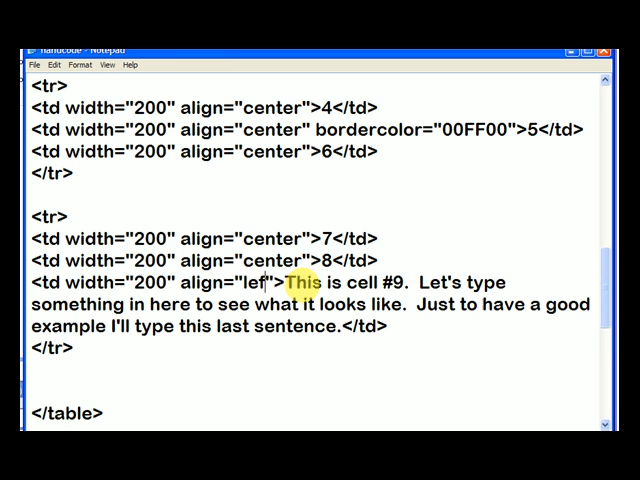 handcode - Notepad
File Edit Format View Help
<tr>
<td width="200" align="center">4</td>
<td width="200" align="center" bordercolor="00FF00">5</td>
<td width="200" align="center">6</td>
</tr>
<tr>
<td width="200" align="center">7</td>
<td width="200" align="center">8</td>
<td width="200" align="lef">This is cell #9.  Let's type
something in here to see what it looks like.  Just to have a good
example I'll type this last sentence.</td>
</tr>
</table>